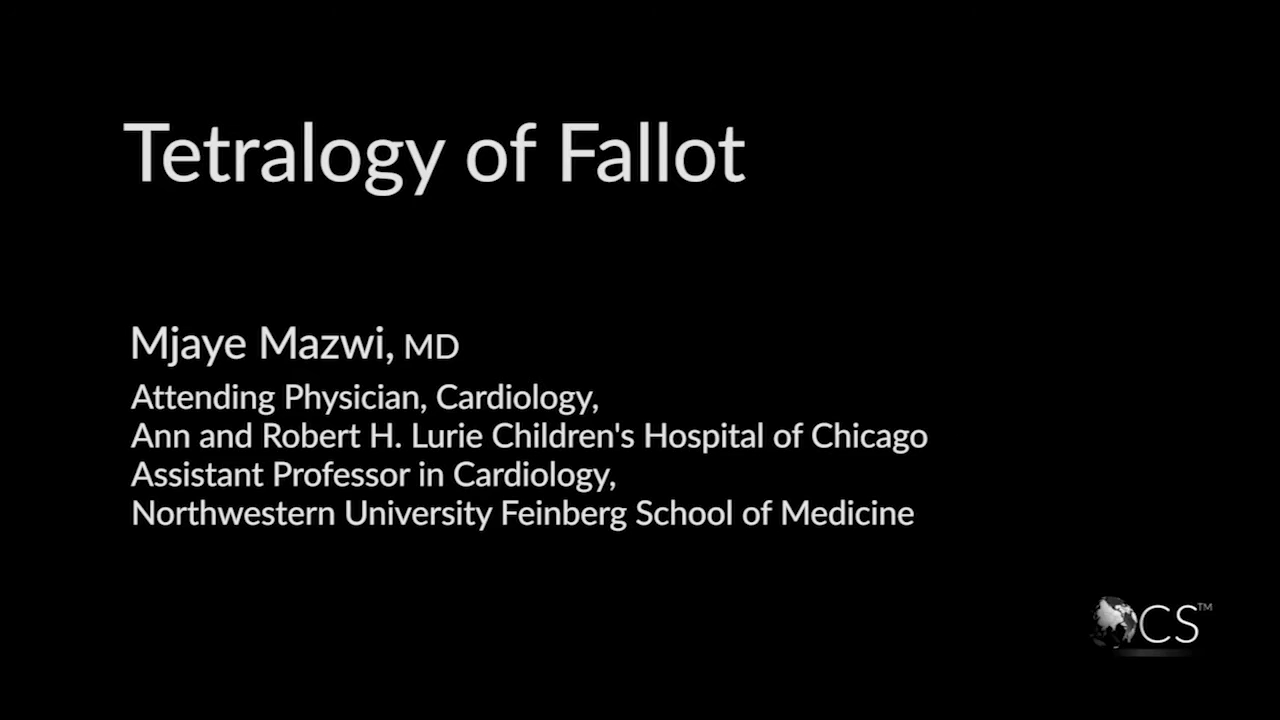 Tetralogy of Fallot
Mjaye Mazwi, MD
Attending Physician, Cardiology,
Ann and Robert H. Lurie Children's Hospital of Chicago
Assistant Professor in Cardiology,
Northwestern University Feinberg School of Medicine
CS™